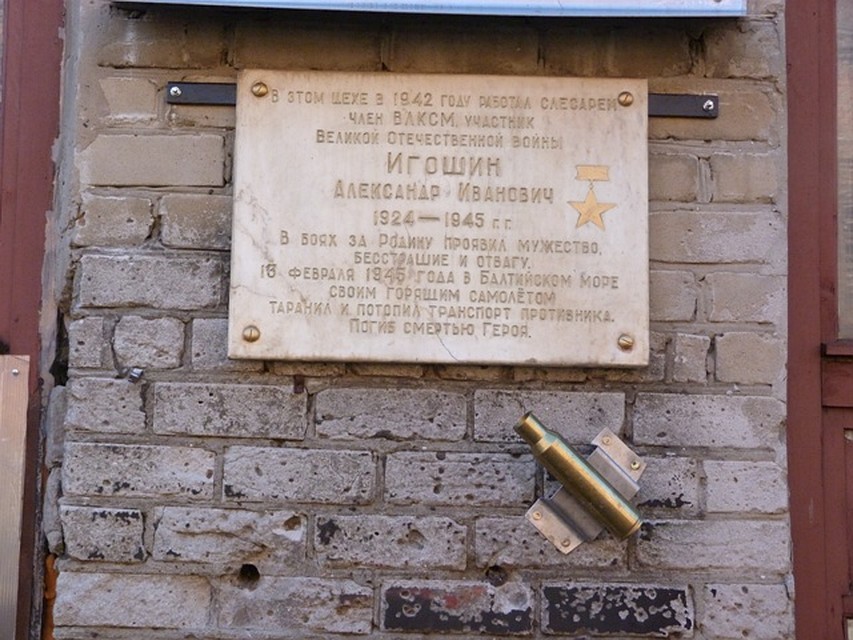 В ЭТОМ ЦЕХЕ В 1942 ГОДУ РАБОТАЛ СЛЕСАРЕМ
ЧЛЕН ВЛКСМ, УЧАСТНИК
ВЕЛИКОЙ ОТЕЧЕСТВЕННОЙ ВОЙНЫ
ИГОШИН
АЛЕКСАНДР ИВАНОВИЧ
1924—1945 г.г.
В БОЯХ ЗА РОДИНУ ПРОЯВИЛ МУЖЕСТВО,
БЕССТРАШИЕ И ОТВАГУ.
ФЕВРАЛЯ 1945 ГОДА В БАЛТИЙСКОМ МОРЕ
СВОИМ ГОРЯЩИМ САМОЛЁТОМ
ТАРАНИЛ И ПОТОПИЛ ТРАНСПОРТ ПРОТИВНИКА.
ПОГИБ СМЕРТЬЮ ГЕРОЯ.